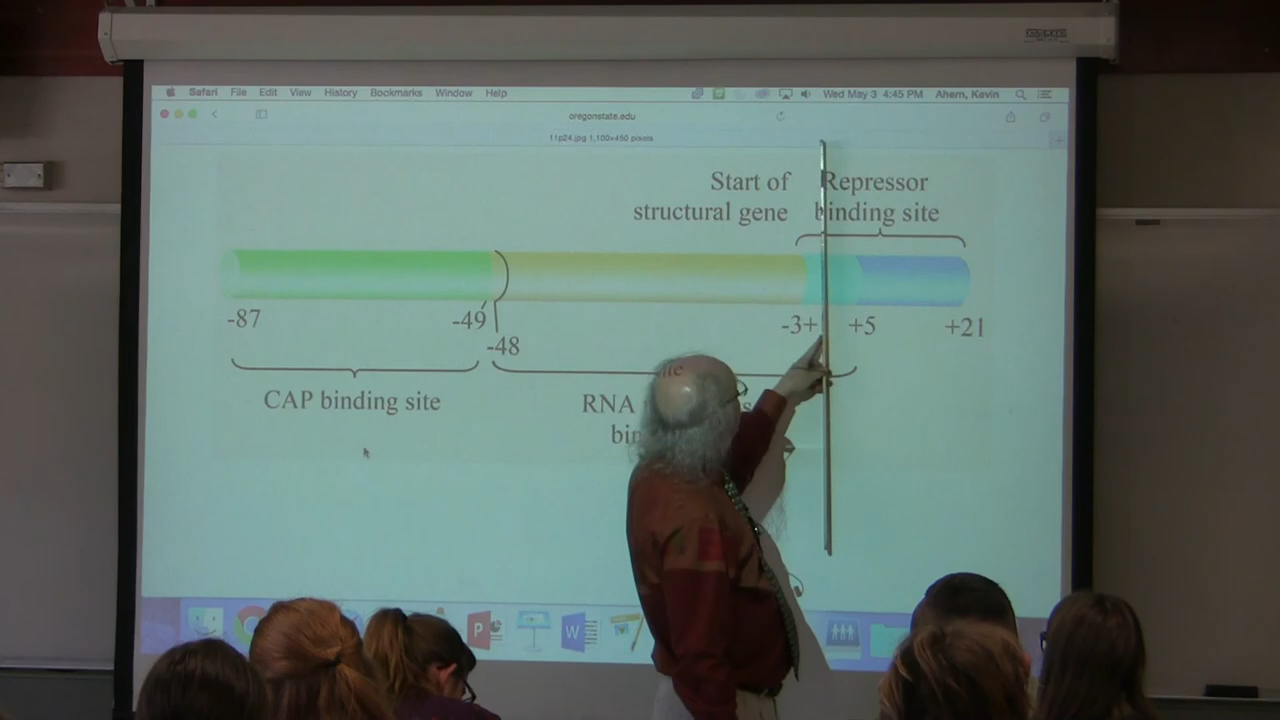 Safari File Edit View History Bookmarks Window Help Wed May 3 4:45 PM Ahern, Kevin
oregonstate.edu
11p24.jpg 1,100×450 pixels
Start of
structural gene
Repressor
binding site
-87
-49
-48
-3+
+5
+21
CAP binding site
RNA